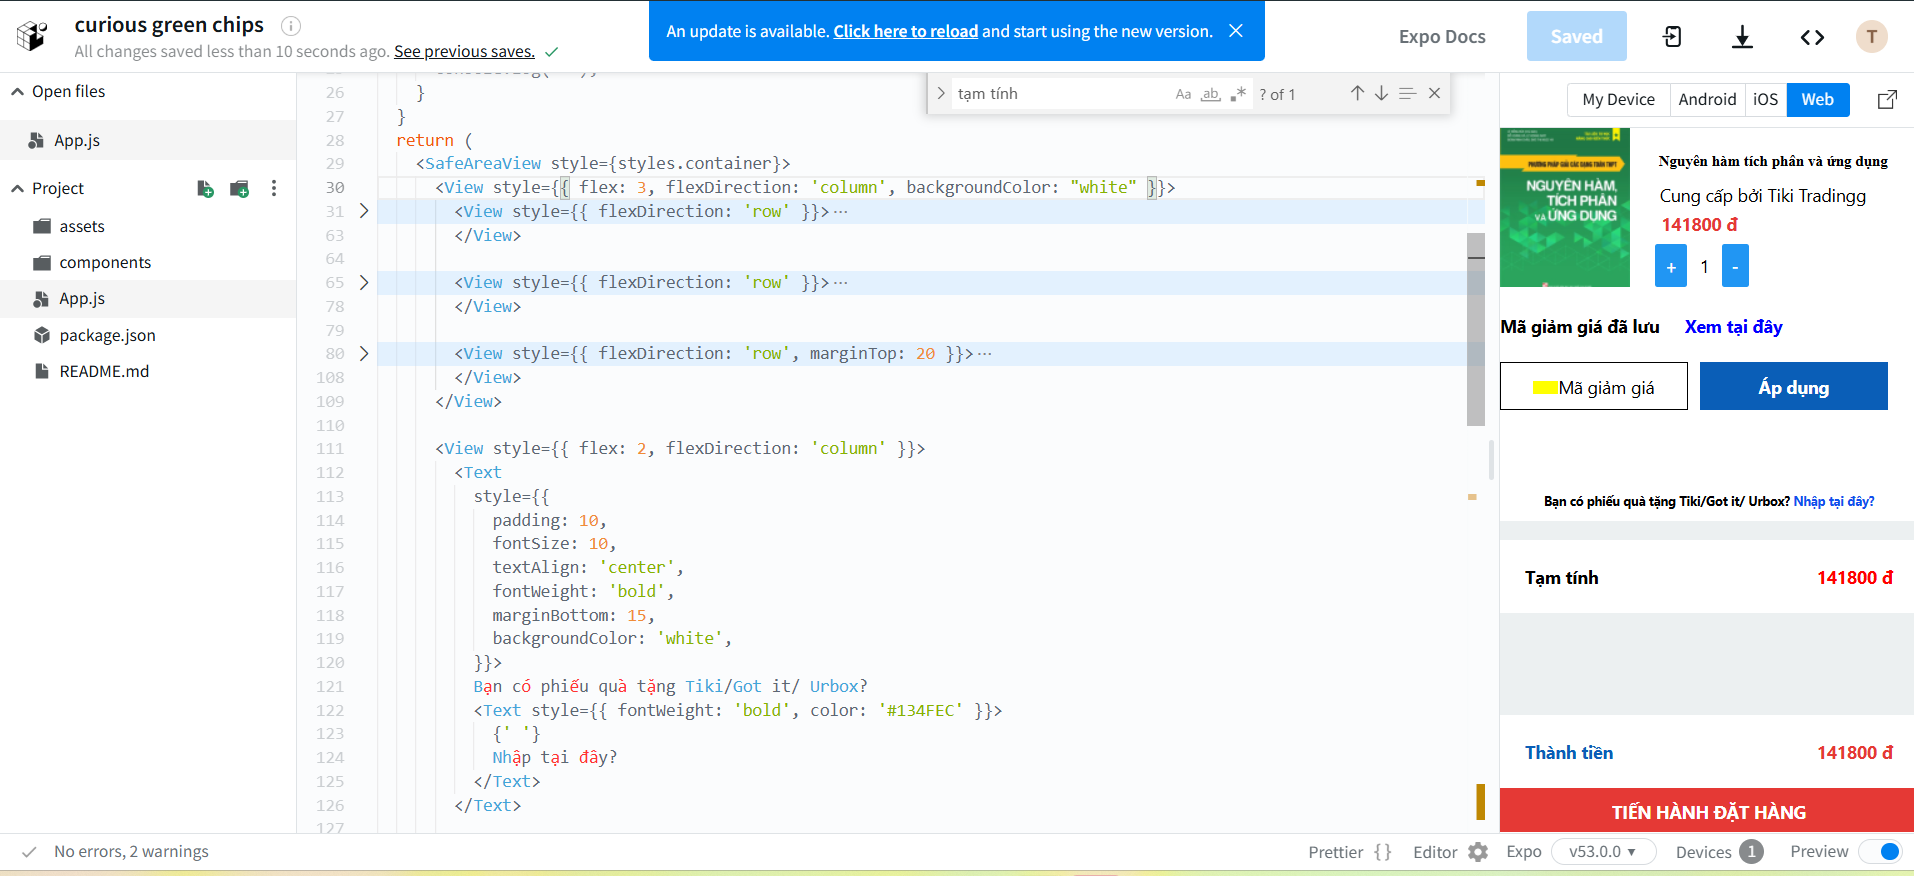 curious green chips
All changes saved less than 10 seconds ago. See previous saves.
An update is available. Click here to reload and start using the new version.
Expo Docs
Saved
T
Open files
App.js
Project
assets
components
App.js
package.json
README.md
tạm tính
Aa
ab
? of 1
26 }
27 }
28 return (
29 <SafeAreaView style={styles.container}>
30 <View style={{ flex: 3, flexDirection: 'column', backgroundColor: "white" }}>
31 <View style={{ flexDirection: 'row' }}>···
63 </View>
64
65 <View style={{ flexDirection: 'row' }}>···
78 </View>
79
80 <View style={{ flexDirection: 'row', marginTop: 20 }}>···
108 </View>
109 </View>
110
111 <View style={{ flex: 2, flexDirection: 'column' }}>
112 <Text
113 style={{
114 padding: 10,
115 fontSize: 10,
116 textAlign: 'center',
117 fontWeight: 'bold',
118 marginBottom: 15,
119 backgroundColor: 'white',
120 }}>
121 Bạn có phiếu quà tặng Tiki/Got it/ Urbox?
122 <Text style={{ fontWeight: 'bold', color: '#134FEC' }}>
123 {' '}
124 Nhập tại đây?
125 </Text>
126 </Text>
127
My Device Android iOS Web
PHƯƠNG PHÁP GIẢI CÁC DẠNG TOÁN THPT
NGUYÊN HÀM,
TÍCH PHÂN
VÀ ỨNG DỤNG
Nguyên hàm tích phân và ứng dụng
Cung cấp bởi Tiki Tradingg
141800 đ
+ 1 -
Mã giảm giá đã lưu Xem tại đây
Mã giảm giá
Áp dụng
Bạn có phiếu quà tặng Tiki/Got it/ Urbox? Nhập tại đây?
Tạm tính 141800 đ
Thành tiền 141800 đ
TIẾN HÀNH ĐẶT HÀNG
No errors, 2 warnings
Prettier { }
Editor
Expo v53.0.0 ▾
Devices 1
Preview